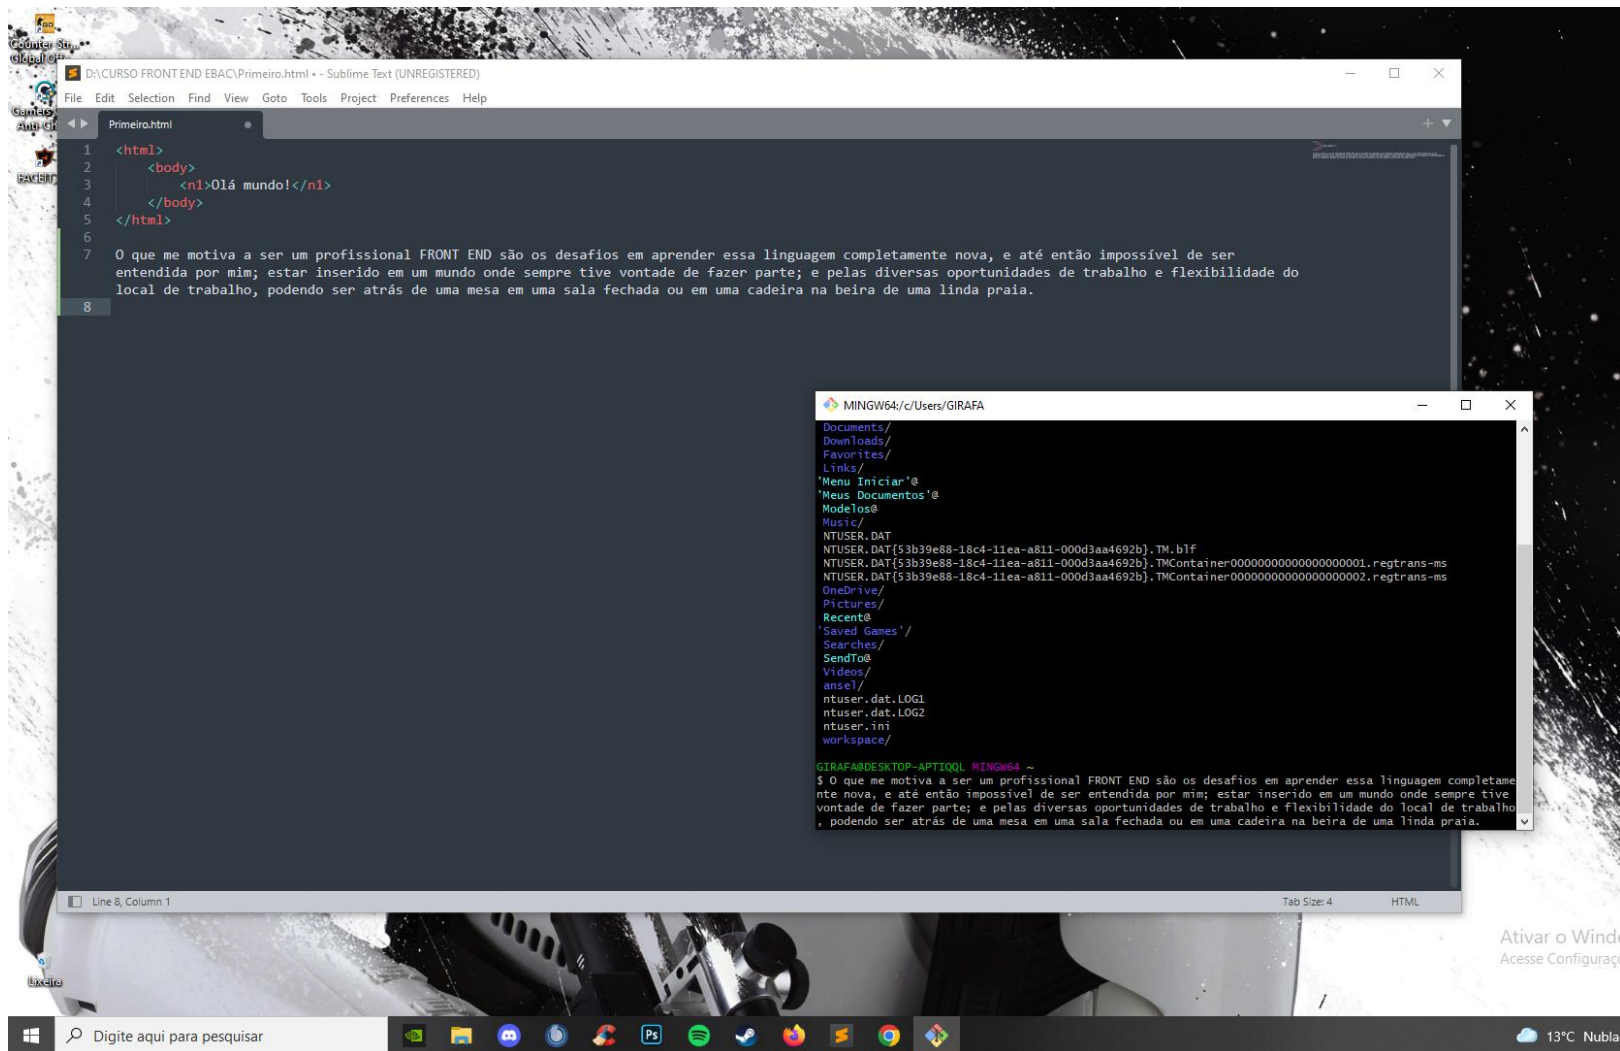 Counter-Str...
Global Off
Gamers
Anti-Ch
FACEIT
D:\CURSO FRONT END EBAC\Primeiro.html • - Sublime Text (UNREGISTERED)
File Edit Selection Find View Goto Tools Project Preferences Help
Primeiro.html
1 <html>
2 <body>
3 <n1>Olá mundo!</n1>
4 </body>
5 </html>
6
7 O que me motiva a ser um profissional FRONT END são os desafios em aprender essa linguagem completamente nova, e até então impossível de ser
entendida por mim; estar inserido em um mundo onde sempre tive vontade de fazer parte; e pelas diversas oportunidades de trabalho e flexibilidade do
local de trabalho, podendo ser atrás de uma mesa em uma sala fechada ou em uma cadeira na beira de uma linda praia.
8
MINGW64:/c/Users/GIRAFA
Documents/
Downloads/
Favorites/
Links/
'Menu Iniciar'@
'Meus Documentos'@
Modelos@
Music/
NTUSER.DAT
NTUSER.DAT{53b39e88-18c4-11ea-a811-000d3aa4692b}.TM.blf
NTUSER.DAT{53b39e88-18c4-11ea-a811-000d3aa4692b}.TMContainer00000000000000000001.regtrans-ms
NTUSER.DAT{53b39e88-18c4-11ea-a811-000d3aa4692b}.TMContainer00000000000000000002.regtrans-ms
OneDrive/
Pictures/
Recent@
'Saved Games'/
Searches/
SendTo@
Videos/
ansel/
ntuser.dat.LOG1
ntuser.dat.LOG2
ntuser.ini
workspace/
GIRAFA@DESKTOP-APTIQQL MINGW64 ~
$ O que me motiva a ser um profissional FRONT END são os desafios em aprender essa linguagem completame
nte nova, e até então impossível de ser entendida por mim; estar inserido em um mundo onde sempre tive
vontade de fazer parte; e pelas diversas oportunidades de trabalho e flexibilidade do local de trabalho
, podendo ser atrás de uma mesa em uma sala fechada ou em uma cadeira na beira de uma linda praia.
Line 8, Column 1
Tab Size: 4
HTML
Ativar o Wind
Acesse Configuraç
Lixeira
Digite aqui para pesquisar
Ps
13°C Nubla